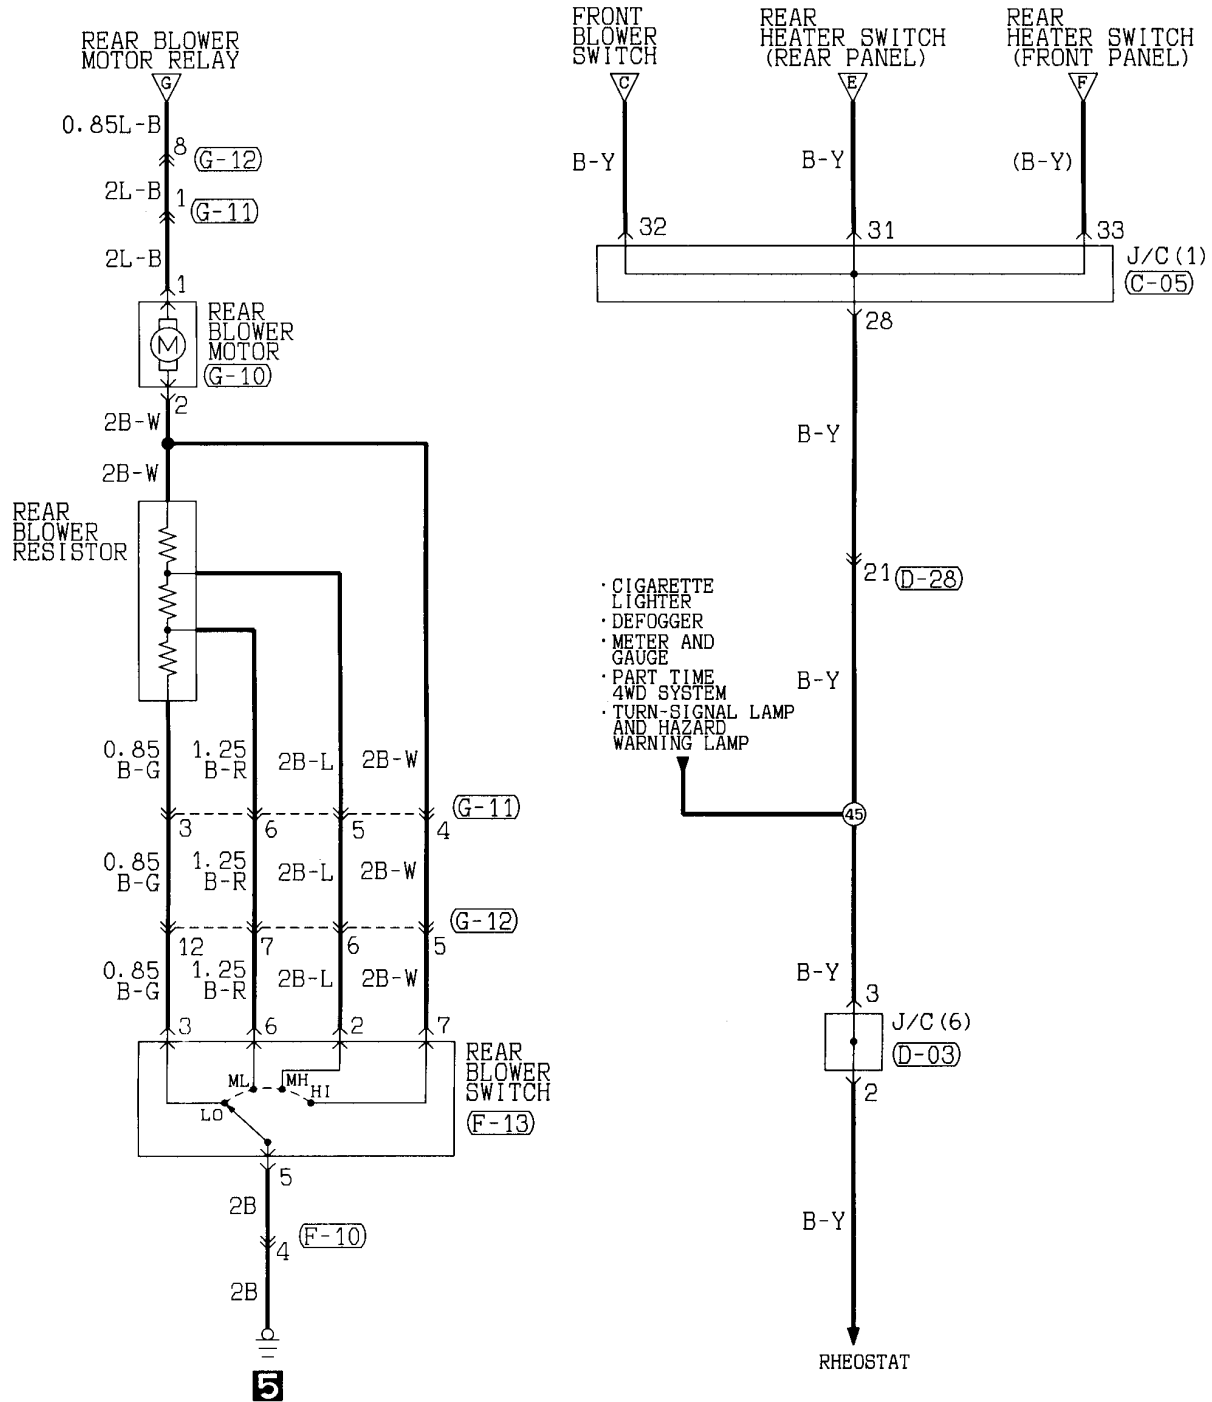 REAR BLOWER
MOTOR RELAY
G
0.85L-B
8
G-12
2L-B
1
G-11
2L-B
1
REAR
BLOWER
MOTOR
G-10
M
2
2B-W
2B-W
REAR
BLOWER
RESISTOR
0.85
B-G
1.25
B-R
2B-L
2B-W
G-11
3
6
5
4
0.85
B-G
1.25
B-R
2B-L
2B-W
G-12
12
7
6
5
0.85
B-G
1.25
B-R
2B-L
2B-W
3
6
2
7
REAR
BLOWER
SWITCH
F-13
ML
MH
HI
LO
5
2B
F-10
4
2B
5
FRONT
BLOWER
SWITCH
C
REAR
HEATER SWITCH
(REAR PANEL)
E
REAR
HEATER SWITCH
(FRONT PANEL)
F
B-Y
B-Y
(B-Y)
32
31
33
J/C(1)
C-05
28
B-Y
21
D-28
· CIGARETTE
LIGHTER
· DEFOGGER
· METER AND
GAUGE
· PART TIME
4WD SYSTEM
· TURN-SIGNAL LAMP
AND HAZARD
WARNING LAMP
B-Y
45
B-Y
3
J/C(6)
D-03
2
B-Y
RHEOSTAT